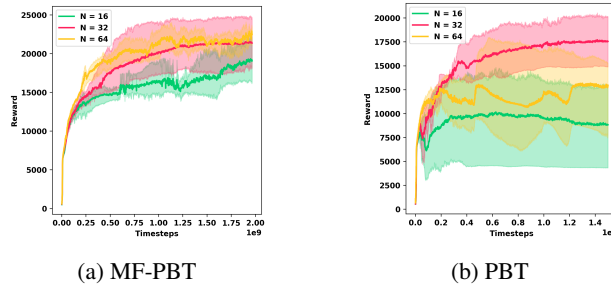 N = 16
N = 32
N = 64
25000
20000
15000
10000
5000
0
Reward
0.00 0.25 0.50 0.75 1.00 1.25 1.50 1.75 2.00
Timesteps
1e9
(a) MF-PBT
N = 16
N = 32
N = 64
20000
17500
15000
12500
10000
7500
5000
2500
0
Reward
0.0 0.2 0.4 0.6 0.8 1.0 1.2 1.4
Timesteps
(b) PBT